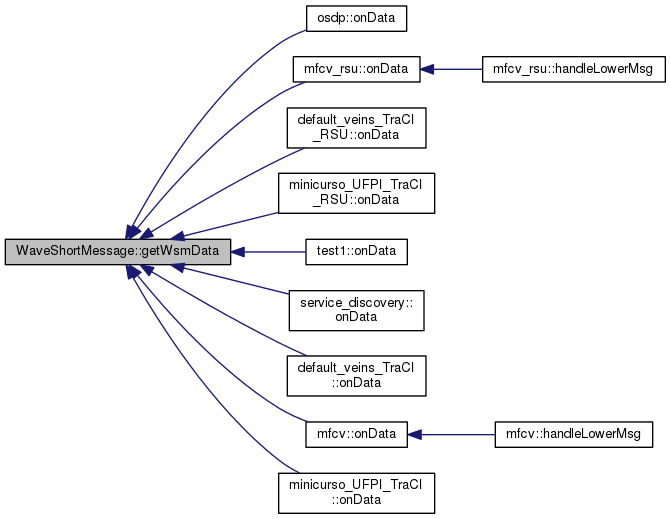 osdp::onData
mfcv_rsu::onData
mfcv_rsu::handleLowerMsg
default_veins_TraCI
_RSU::onData
minicurso_UFPI_TraCI
_RSU::onData
WaveShortMessage::getWsmData
test1::onData
service_discovery::
onData
default_veins_TraCI
::onData
mfcv::onData
mfcv::handleLowerMsg
minicurso_UFPI_TraCI
::onData